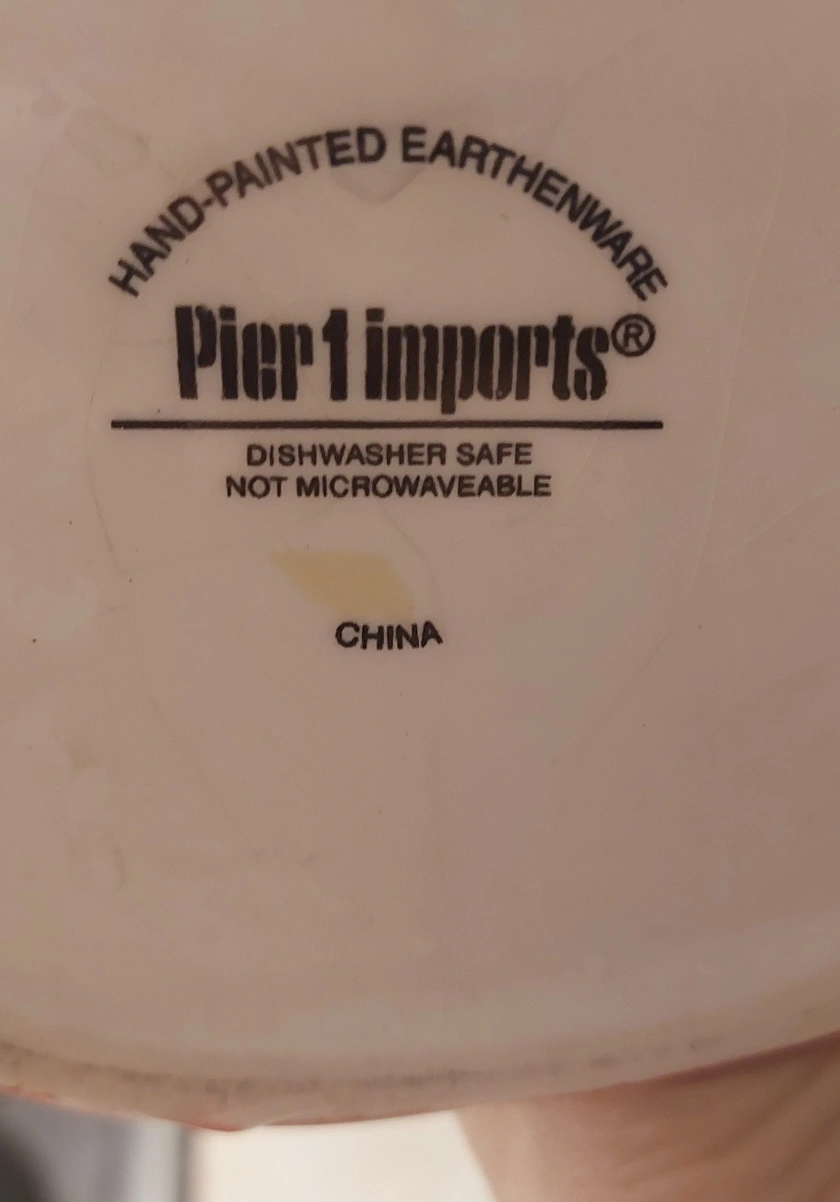 HAND-PAINTED EARTHENWARE
Pier 1 imports®
DISHWASHER SAFE
NOT MICROWAVEABLE
CHINA